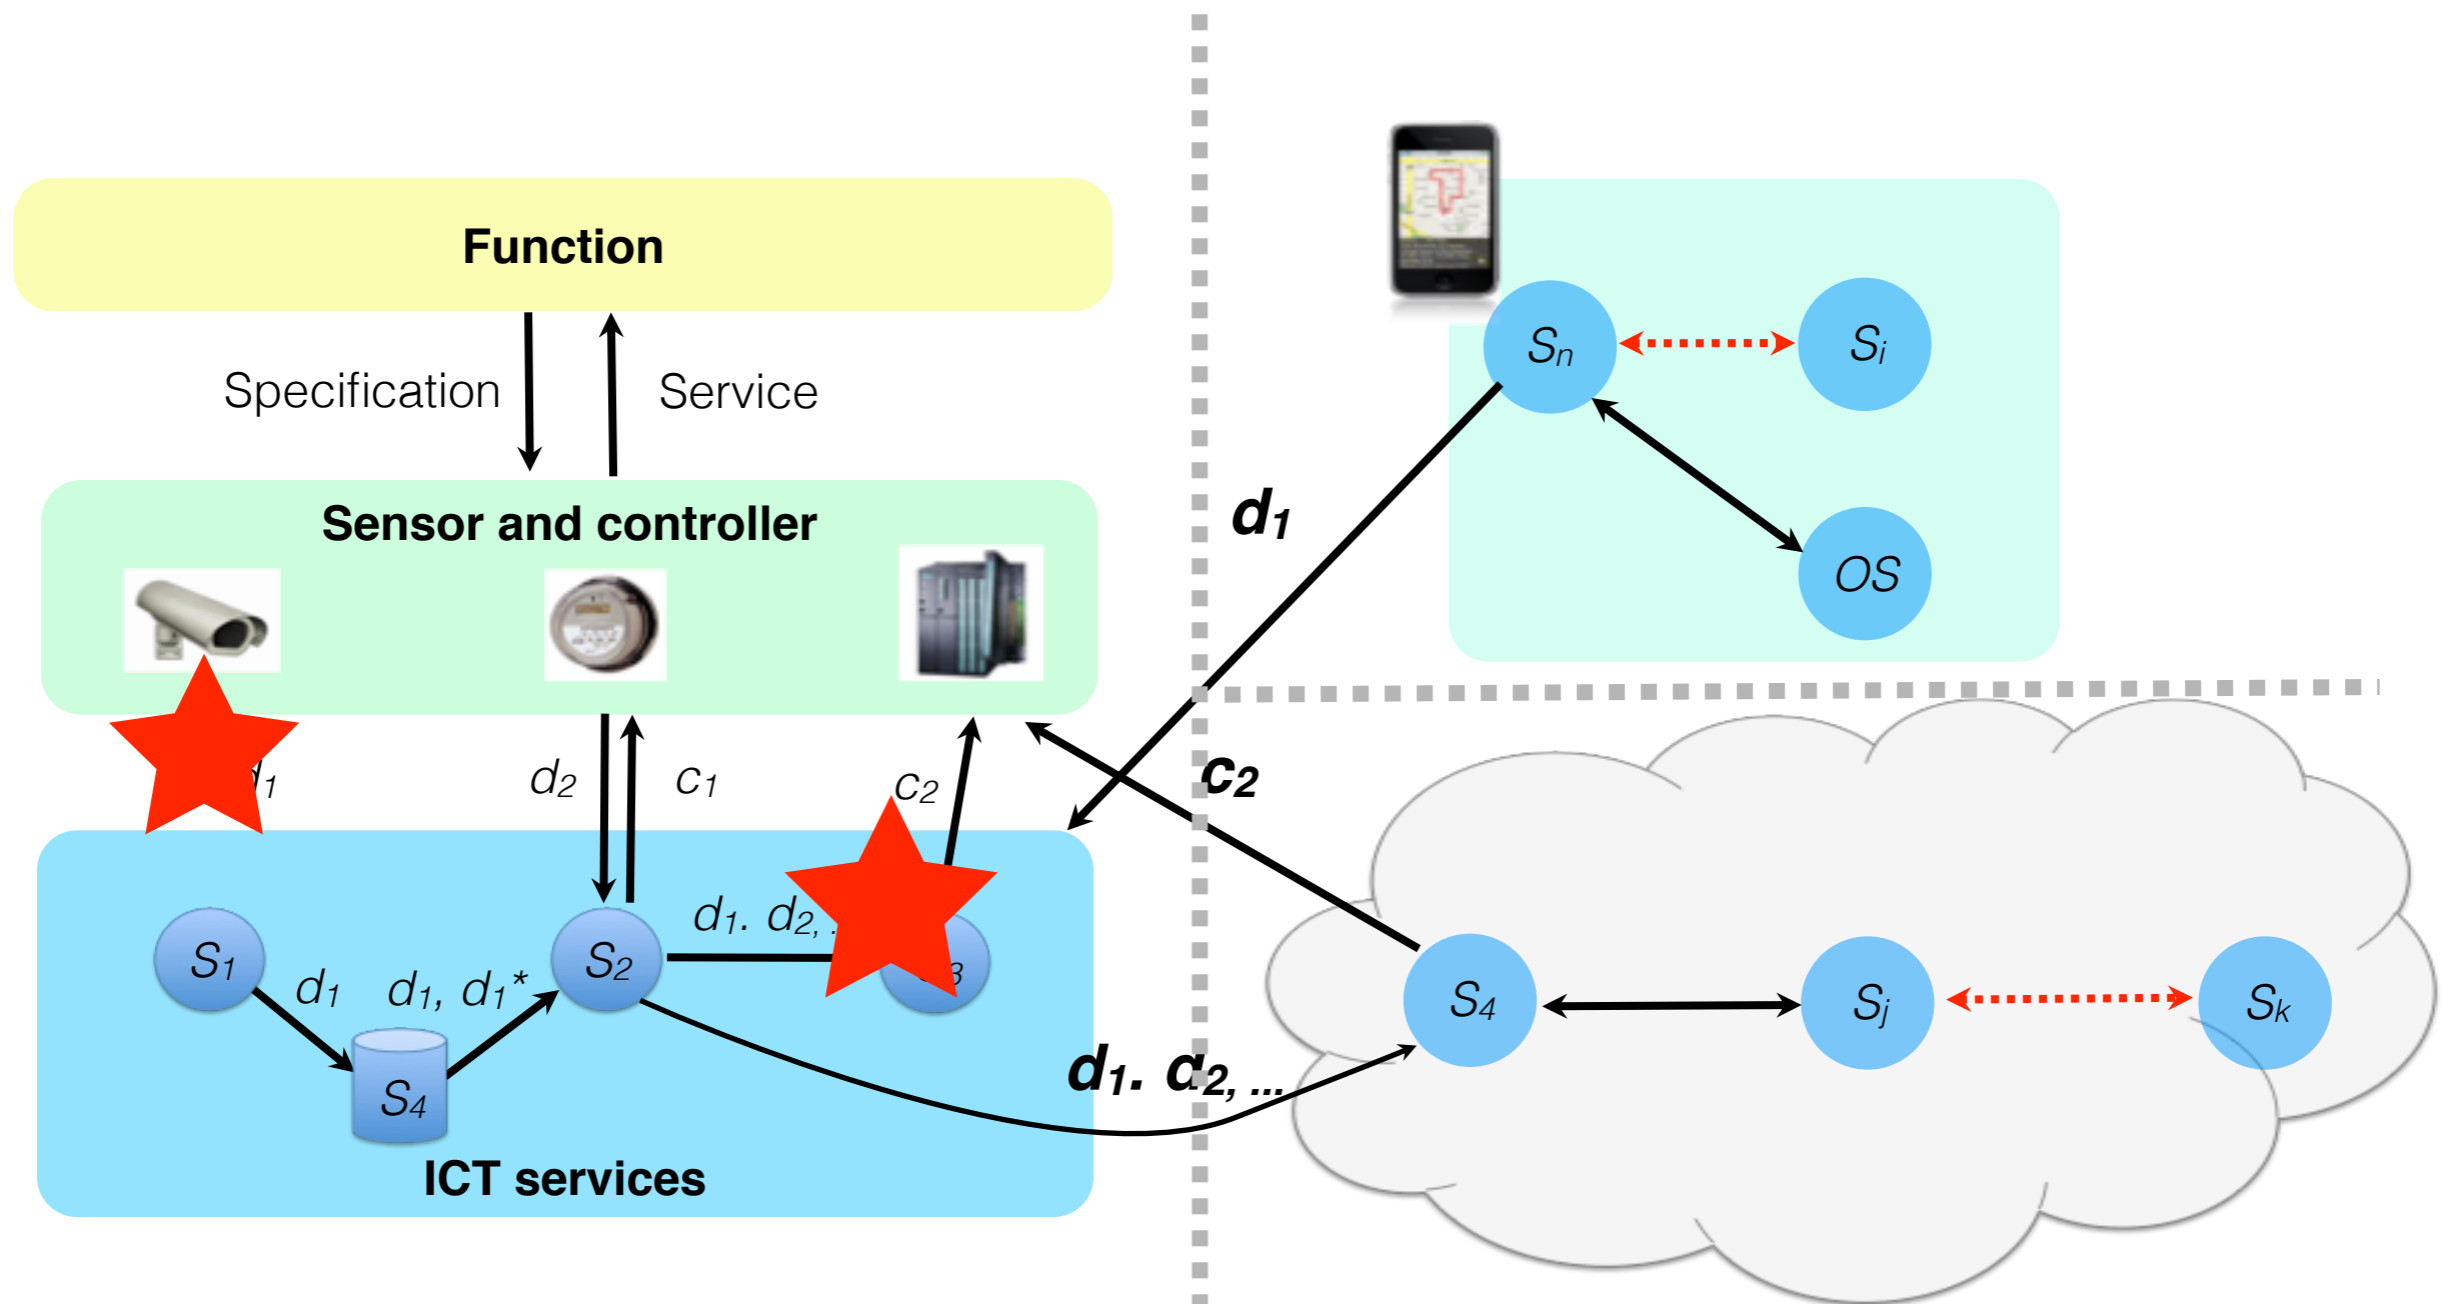 Function
Specification
Service
Sensor and controller
d₁
d₂
c₁
c₂
S₁
d₁
d₁, d₁*
S₄
S₂
d₁. d₂,
ICT services
Sₙ
Sᵢ
OS
d₁
c₂
d₁. d₂, ...
S₄
Sⱼ
Sₖ